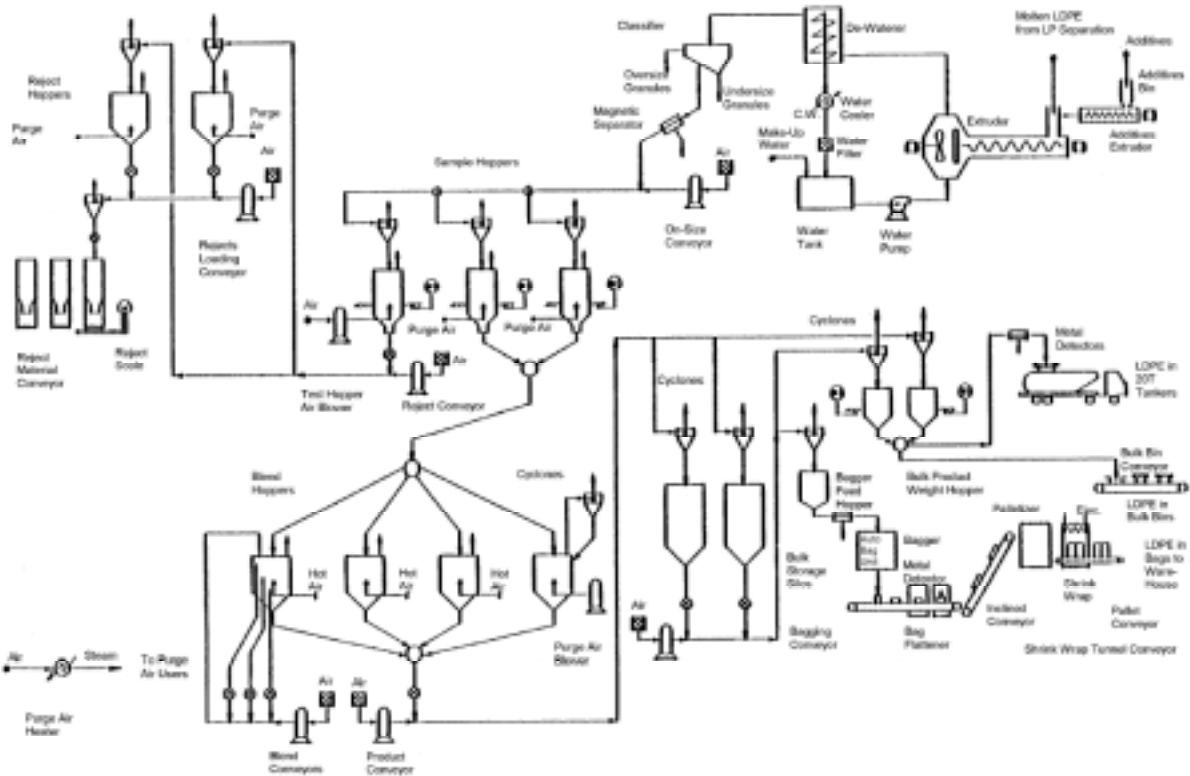 Reject
Hoppers
Purge
Air
Purge
Air
Air
Rejects
Loading
Conveyor
Reject
Material
Conveyor
Reject
Scale
Classifier
Oversize
Granules
Undersize
Granules
Magnetic
Separator
Sample Hoppers
Air
On-Size
Conveyor
De-Waterer
C.W.
Water
Cooler
Make-Up
Water
Water
Filter
Water
Tank
Water
Pump
Molten LDPE
from LP Separation
Additives
Additives
Bin
Extruder
Additives
Extruder
Air
Purge Air
Purge Air
Air
Test Hopper
Air Blower
Reject Conveyor
Blend
Hoppers
Cyclones
Hot
Air
Hot
Air
Hot
Air
Purge Air
Blower
Air
Steam
To Purge
Air Users
Purge Air
Heater
Air
Air
Blend
Conveyors
Product
Conveyor
Cyclones
Cyclones
Metal
Detectors
LDPE in
20T
Tankers
Bulk Bin
Conveyor
LDPE in
Bulk Bins
Bulk Product
Weight Hopper
Bagger
Feed
Hopper
Bulk
Storage
Silos
Air
Bagging
Conveyor
Auto
Bag
Bagger
Metal
Detector
Bag
Flattener
Inclined
Conveyor
Palletizer
Elec.
Shrink
Wrap
LDPE in
Bags to
Ware-
House
Pallet
Conveyor
Shrink Wrap Tunnel Conveyor